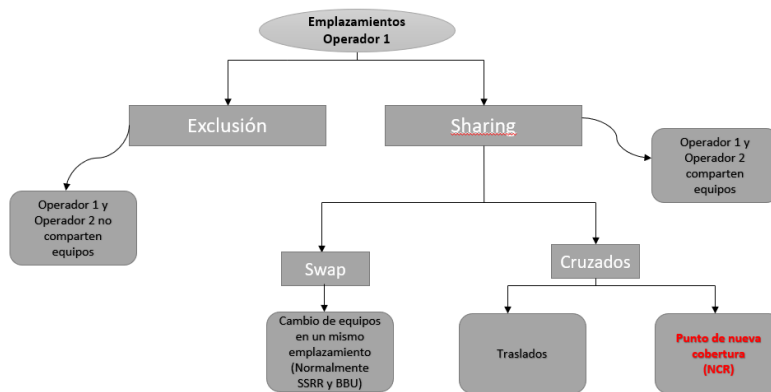 Emplazamientos
Operador 1
Exclusión
Sharing
Operador 1 y
Operador 2
comparten
equipos
Operador 1 y
Operador 2 no
comparten
equipos
Swap
Cruzados
Cambio de equipos
en un mismo
emplazamiento
(Normalmente
SSRR y BBU)
Traslados
Punto de nueva
cobertura
(NCR)